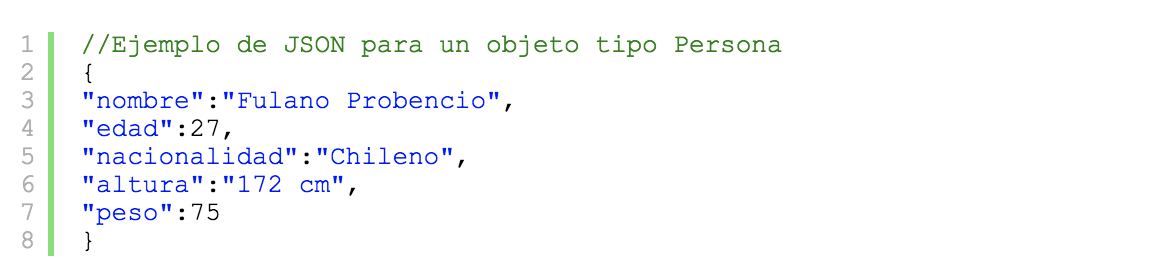 1 //Ejemplo de JSON para un objeto tipo Persona
2 {
3 "nombre":"Fulano Probencio",
4 "edad":27,
5 "nacionalidad":"Chileno",
6 "altura":"172 cm",
7 "peso":75
8 }